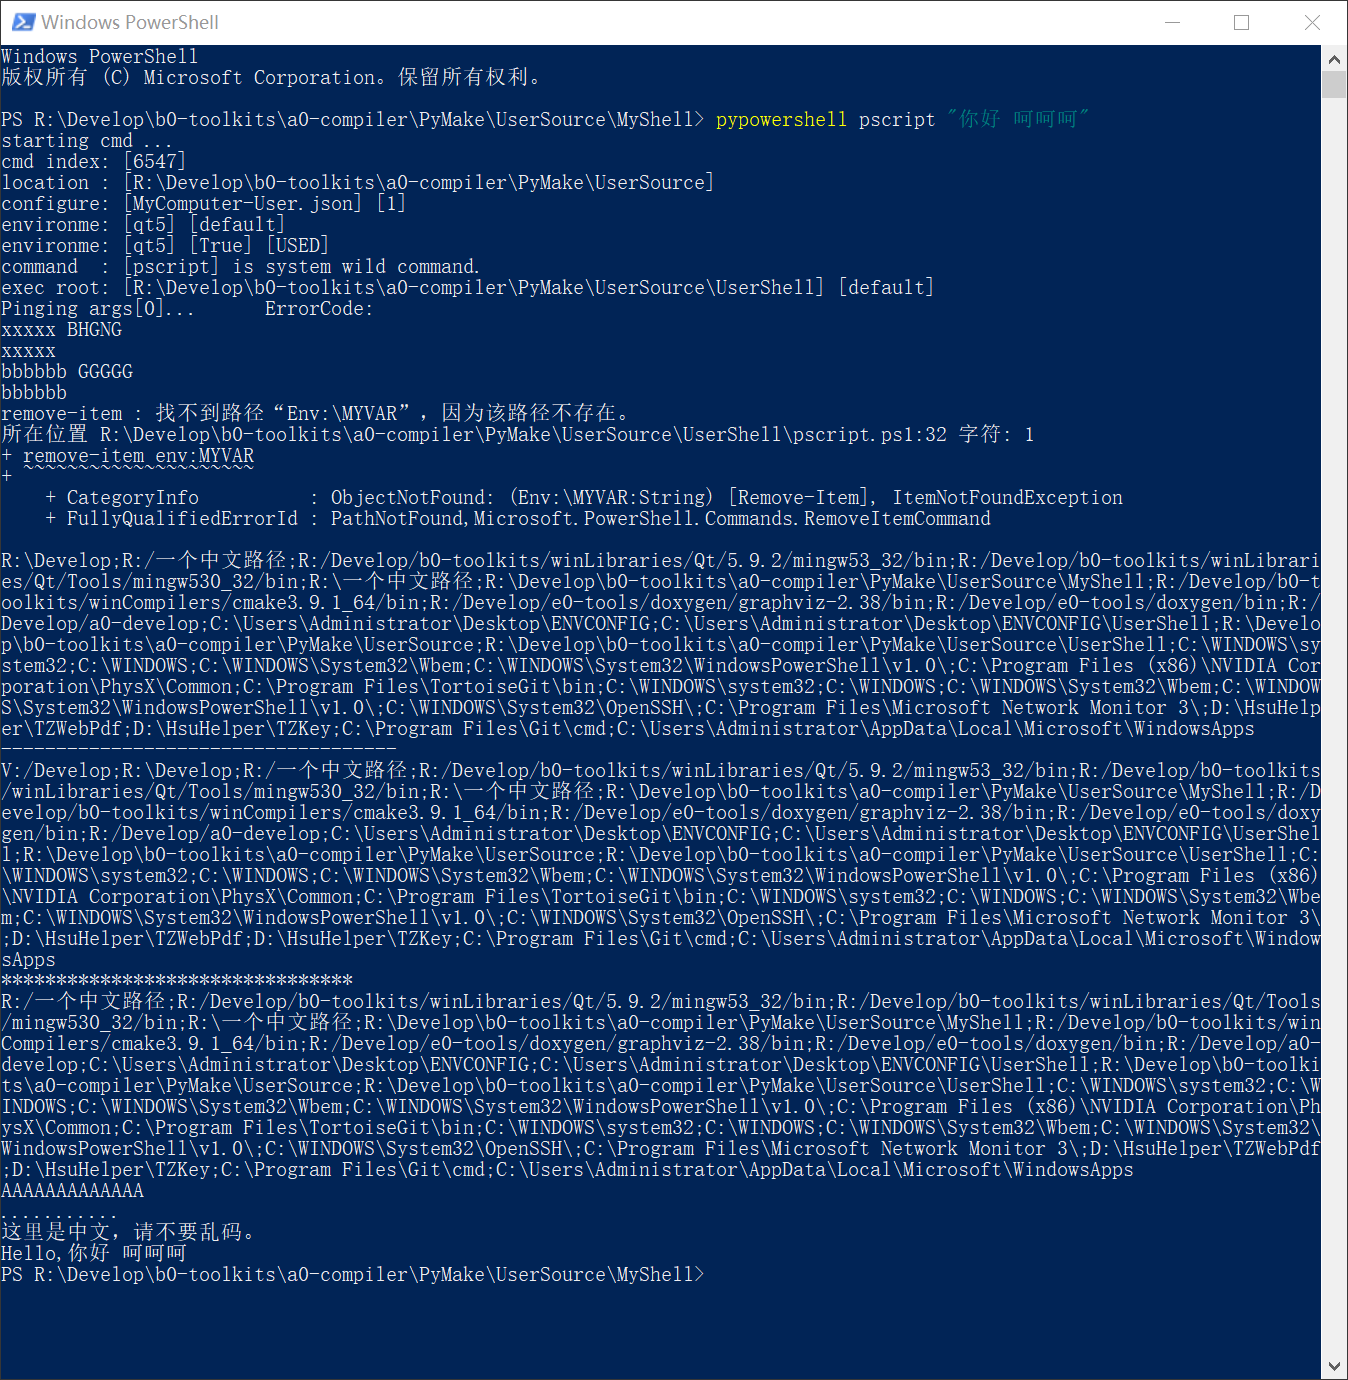 Windows PowerShell
Windows PowerShell
版权所有 (C) Microsoft Corporation。保留所有权利。
PS R:\Develop\b0-toolkits\a0-compiler\PyMake\UserSource\MyShell> pypowershell pscript "你好 呵呵呵"
starting cmd ...
cmd index: [6547]
location : [R:\Develop\b0-toolkits\a0-compiler\PyMake\UserSource]
configure: [MyComputer-User.json] [1]
environme: [qt5] [default]
environme: [qt5] [True] [USED]
command  : [pscript] is system wild command.
exec root: [R:\Develop\b0-toolkits\a0-compiler\PyMake\UserSource\UserShell] [default]
Pinging args[0]...      ErrorCode:
xxxxx BHGNG
xxxxx
bbbbbb GGGGG
bbbbbb
remove-item : 找不到路径“Env:\MYVAR”，因为该路径不存在。
所在位置 R:\Develop\b0-toolkits\a0-compiler\PyMake\UserSource\UserShell\pscript.ps1:32 字符: 1
+ remove-item env:MYVAR
+ ~~~~~~~~~~~~~~~~~~~~~
    + CategoryInfo          : ObjectNotFound: (Env:\MYVAR:String) [Remove-Item], ItemNotFoundException
    + FullyQualifiedErrorId : PathNotFound,Microsoft.PowerShell.Commands.RemoveItemCommand
R:\Develop;R:/一个中文路径;R:/Develop/b0-toolkits/winLibraries/Qt/5.9.2/mingw53_32/bin;R:/Develop/b0-toolkits/winLibrari
es/Qt/Tools/mingw530_32/bin;R:\一个中文路径;R:\Develop\b0-toolkits\a0-compiler\PyMake\UserSource\MyShell;R:/Develop/b0-t
oolkits/winCompilers/cmake3.9.1_64/bin;R:/Develop/e0-tools/doxygen/graphviz-2.38/bin;R:/Develop/e0-tools/doxygen/bin;R:/
Develop/a0-develop;C:\Users\Administrator\Desktop\ENVCONFIG;C:\Users\Administrator\Desktop\ENVCONFIG\UserShell;R:\Develo
p\b0-toolkits\a0-compiler\PyMake\UserSource;R:\Develop\b0-toolkits\a0-compiler\PyMake\UserSource\UserShell;C:\WINDOWS\sy
stem32;C:\WINDOWS;C:\WINDOWS\System32\Wbem;C:\WINDOWS\System32\WindowsPowerShell\v1.0\;C:\Program Files (x86)\NVIDIA Cor
poration\PhysX\Common;C:\Program Files\TortoiseGit\bin;C:\WINDOWS\system32;C:\WINDOWS;C:\WINDOWS\System32\Wbem;C:\WINDOW
S\System32\WindowsPowerShell\v1.0\;C:\WINDOWS\System32\OpenSSH\;C:\Program Files\Microsoft Network Monitor 3\;D:\HsuHelp
er\TZWebPdf;D:\HsuHelper\TZKey;C:\Program Files\Git\cmd;C:\Users\Administrator\AppData\Local\Microsoft\WindowsApps
------------------------------------
V:/Develop;R:\Develop;R:/一个中文路径;R:/Develop/b0-toolkits/winLibraries/Qt/5.9.2/mingw53_32/bin;R:/Develop/b0-toolkits
/winLibraries/Qt/Tools/mingw530_32/bin;R:\一个中文路径;R:\Develop\b0-toolkits\a0-compiler\PyMake\UserSource\MyShell;R:/D
evelop/b0-toolkits/winCompilers/cmake3.9.1_64/bin;R:/Develop/e0-tools/doxygen/graphviz-2.38/bin;R:/Develop/e0-tools/doxy
gen/bin;R:/Develop/a0-develop;C:\Users\Administrator\Desktop\ENVCONFIG;C:\Users\Administrator\Desktop\ENVCONFIG\UserShel
l;R:\Develop\b0-toolkits\a0-compiler\PyMake\UserSource;R:\Develop\b0-toolkits\a0-compiler\PyMake\UserSource\UserShell;C:
\WINDOWS\system32;C:\WINDOWS;C:\WINDOWS\System32\Wbem;C:\WINDOWS\System32\WindowsPowerShell\v1.0\;C:\Program Files (x86)
\NVIDIA Corporation\PhysX\Common;C:\Program Files\TortoiseGit\bin;C:\WINDOWS\system32;C:\WINDOWS;C:\WINDOWS\System32\Wbe
m;C:\WINDOWS\System32\WindowsPowerShell\v1.0\;C:\WINDOWS\System32\OpenSSH\;C:\Program Files\Microsoft Network Monitor 3\
;D:\HsuHelper\TZWebPdf;D:\HsuHelper\TZKey;C:\Program Files\Git\cmd;C:\Users\Administrator\AppData\Local\Microsoft\Window
sApps
********************************
R:/一个中文路径;R:/Develop/b0-toolkits/winLibraries/Qt/5.9.2/mingw53_32/bin;R:/Develop/b0-toolkits/winLibraries/Qt/Tools
/mingw530_32/bin;R:\一个中文路径;R:\Develop\b0-toolkits\a0-compiler\PyMake\UserSource\MyShell;R:/Develop/b0-toolkits/win
Compilers/cmake3.9.1_64/bin;R:/Develop/e0-tools/doxygen/graphviz-2.38/bin;R:/Develop/e0-tools/doxygen/bin;R:/Develop/a0-
develop;C:\Users\Administrator\Desktop\ENVCONFIG;C:\Users\Administrator\Desktop\ENVCONFIG\UserShell;R:\Develop\b0-toolki
ts\a0-compiler\PyMake\UserSource;R:\Develop\b0-toolkits\a0-compiler\PyMake\UserSource\UserShell;C:\WINDOWS\system32;C:\W
INDOWS;C:\WINDOWS\System32\Wbem;C:\WINDOWS\System32\WindowsPowerShell\v1.0\;C:\Program Files (x86)\NVIDIA Corporation\Ph
ysX\Common;C:\Program Files\TortoiseGit\bin;C:\WINDOWS\system32;C:\WINDOWS;C:\WINDOWS\System32\Wbem;C:\WINDOWS\System32\
WindowsPowerShell\v1.0\;C:\WINDOWS\System32\OpenSSH\;C:\Program Files\Microsoft Network Monitor 3\;D:\HsuHelper\TZWebPdf
;D:\HsuHelper\TZKey;C:\Program Files\Git\cmd;C:\Users\Administrator\AppData\Local\Microsoft\WindowsApps
AAAAAAAAAAAAA
...........
这里是中文，请不要乱码。
Hello,你好 呵呵呵
PS R:\Develop\b0-toolkits\a0-compiler\PyMake\UserSource\MyShell>